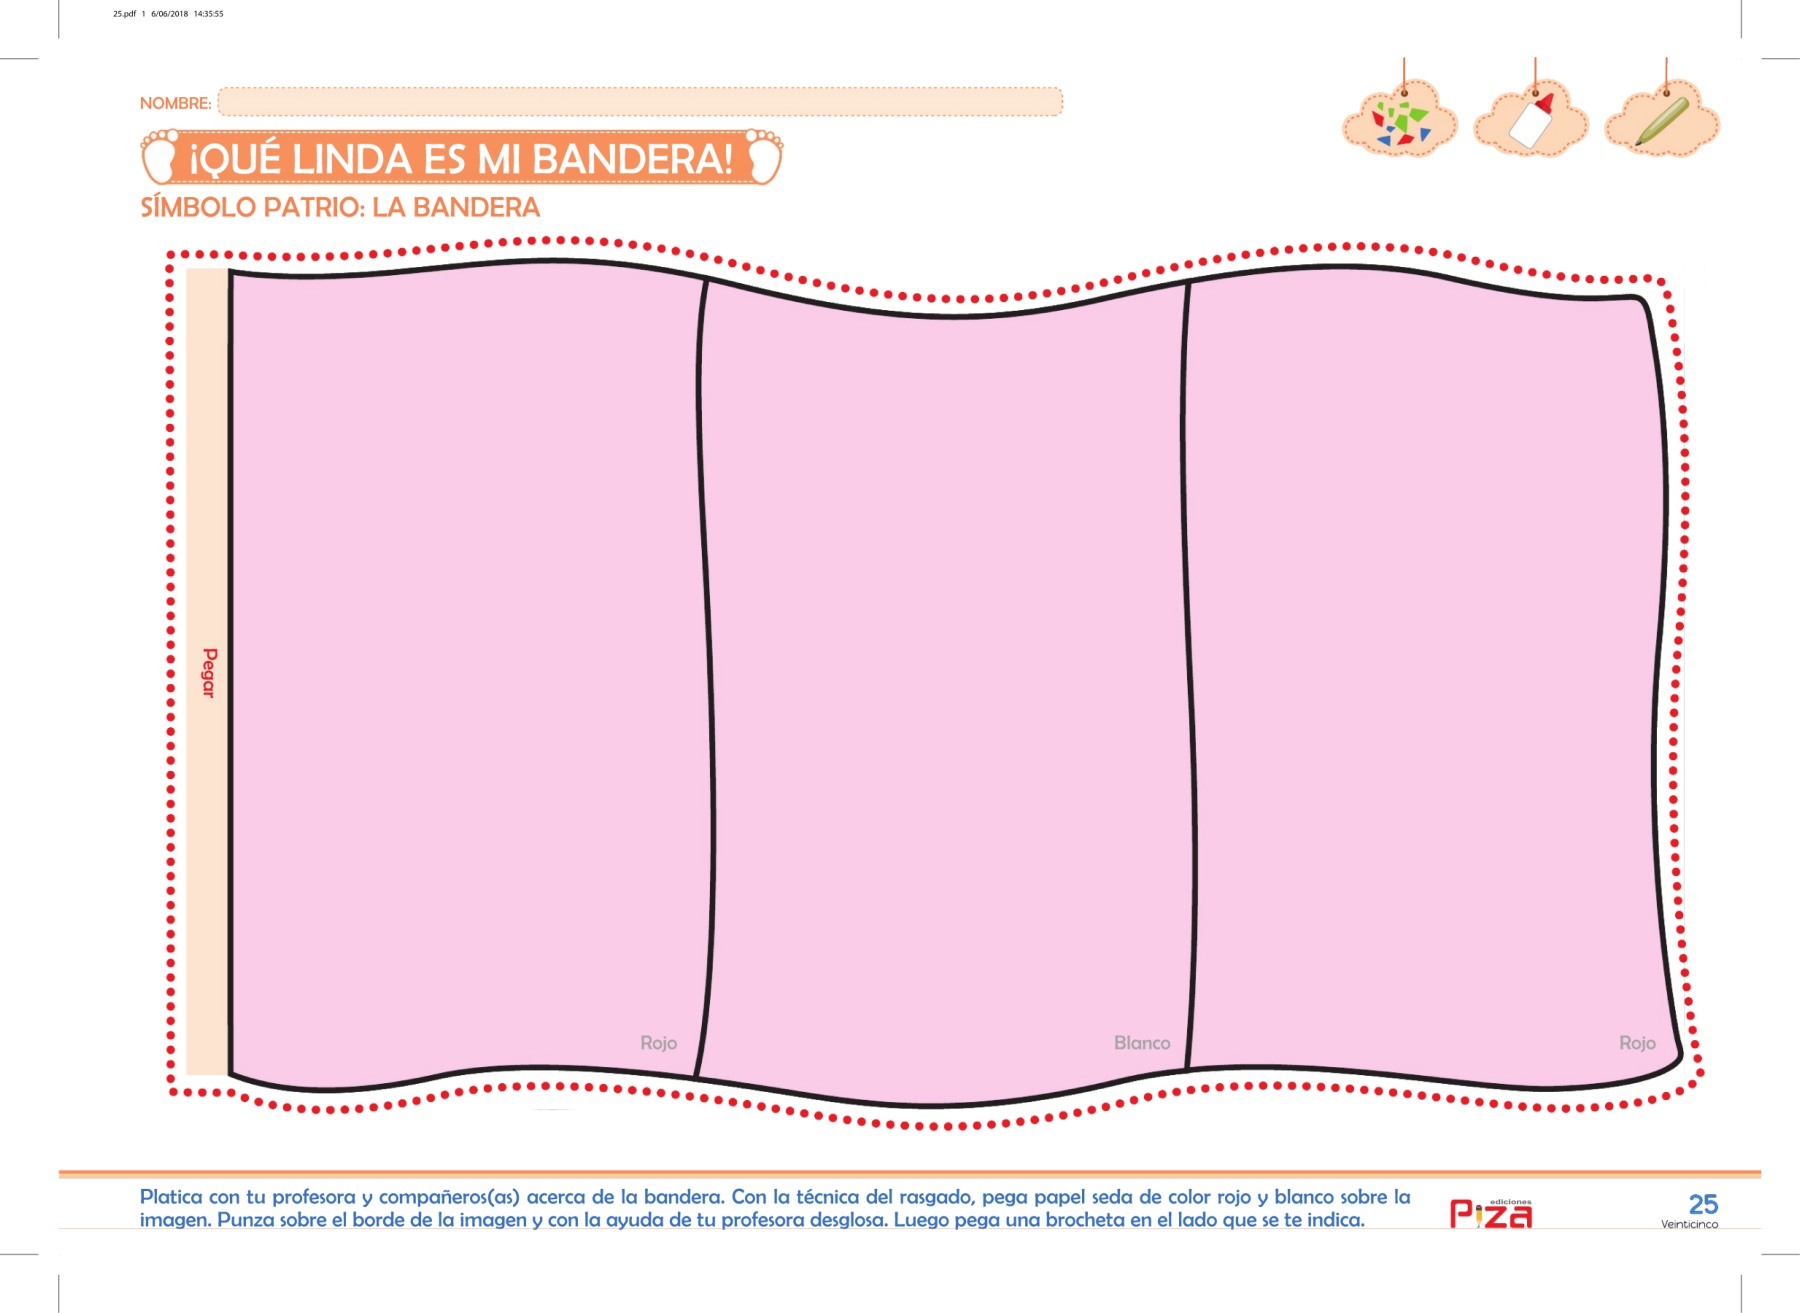 25.pdf 1 6/06/2018 14:35:55
NOMBRE:
¡QUÉ LINDA ES MI BANDERA!
SÍMBOLO PATRIO: LA BANDERA
Pegar
Rojo
Blanco
Rojo
Platica con tu profesora y compañeros(as) acerca de la bandera. Con la técnica del rasgado, pega papel seda de color rojo y blanco sobre la
imagen. Punza sobre el borde de la imagen y con la ayuda de tu profesora desglosa. Luego pega una brocheta en el lado que se te indica.
ediciones
Piza
25
Veinticinco